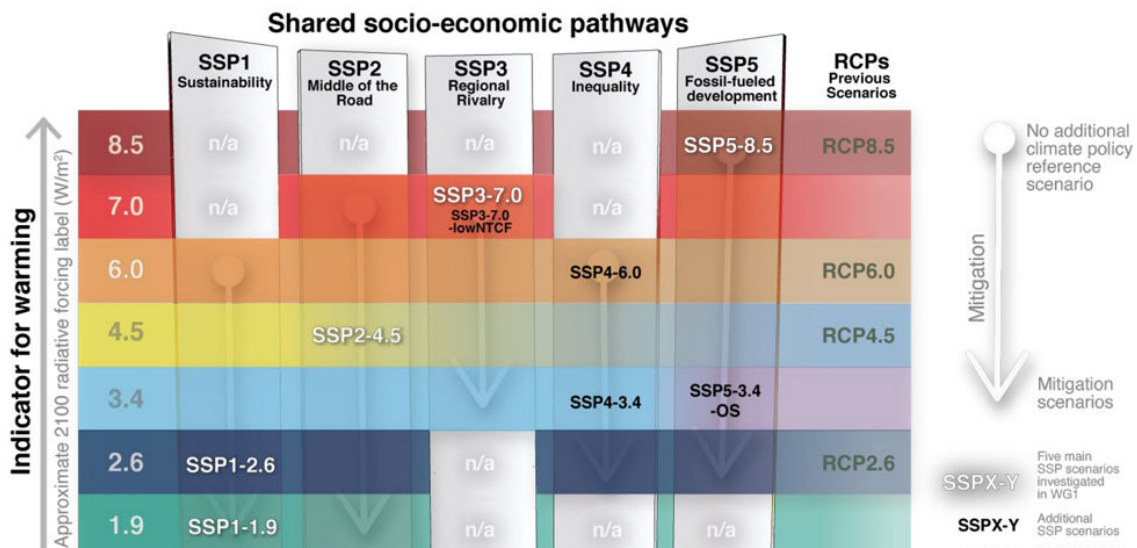 Shared socio-economic pathways
SSP1
Sustainability
SSP2
Middle of the
Road
SSP3
Regional
Rivalry
SSP4
Inequality
SSP5
Fossil-fueled
development
RCPs
Previous
Scenarios
Indicator for warming
Approximate 2100 radiative forcing label (W/m²)
8.5
n/a
n/a
n/a
n/a
SSP5-8.5
RCP8.5
7.0
n/a
SSP3-7.0
SSP3-7.0
-lowNTCF
n/a
6.0
SSP4-6.0
RCP6.0
4.5
SSP2-4.5
RCP4.5
3.4
SSP4-3.4
SSP5-3.4
-OS
2.6
SSP1-2.6
n/a
RCP2.6
1.9
SSP1-1.9
n/a
n/a
n/a
No additional
climate policy
reference
scenario
Mitigation
Mitigation
scenarios
SSPX-Y
Five main
SSP scenarios
investigated
in WG1
SSPX-Y
Additional
SSP scenarios